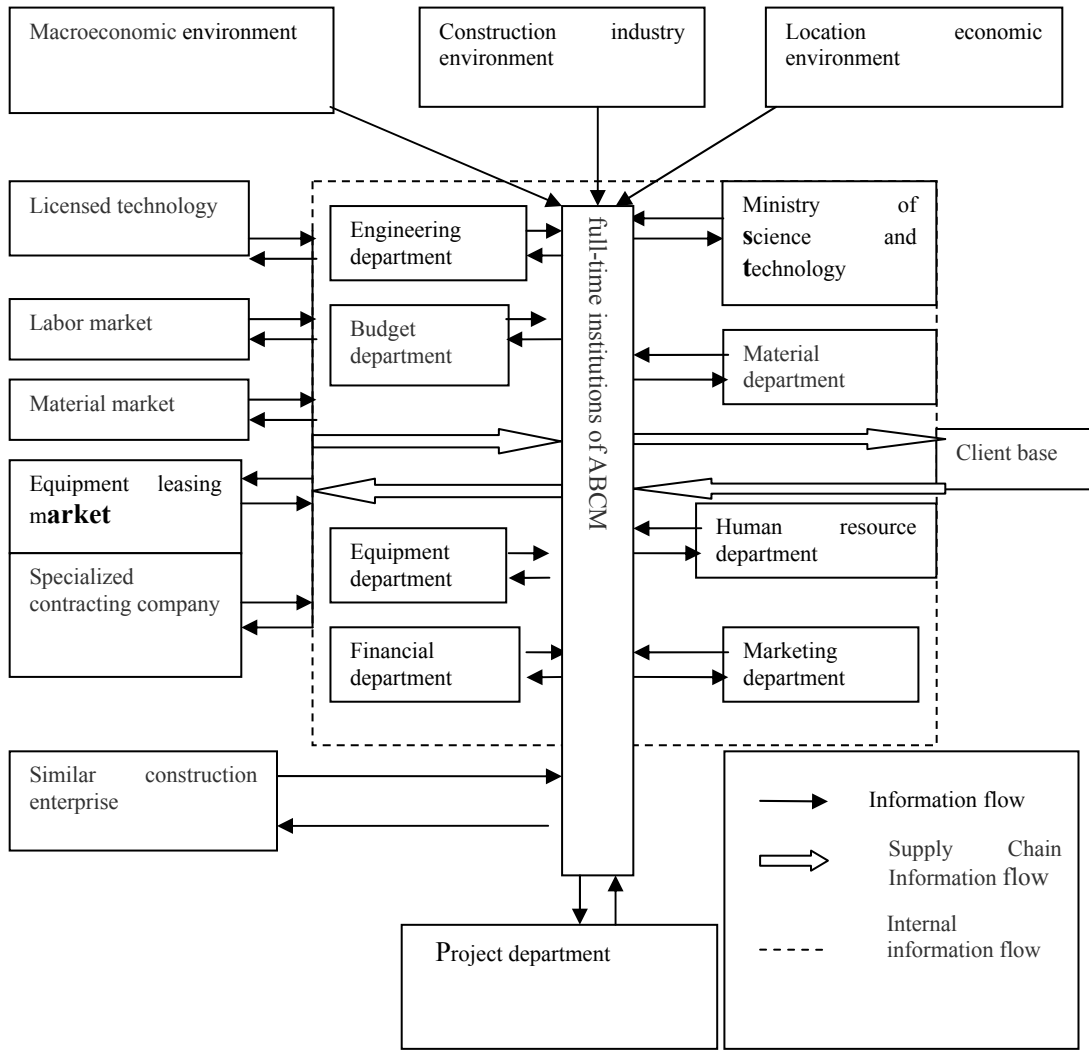 Macroeconomic environment
Construction industry
environment
Location economic
environment
Licensed technology
Engineering
department
full-time institutions of ABCM
Ministry of
science and
technology
Labor market
Budget
department
Material
department
Material market
Client base
Equipment leasing
market
Equipment
department
Human resource
department
Specialized
contracting company
Financial
department
Marketing
department
Similar construction
enterprise
Information flow
Supply Chain
Information flow
Internal
information flow
Project department